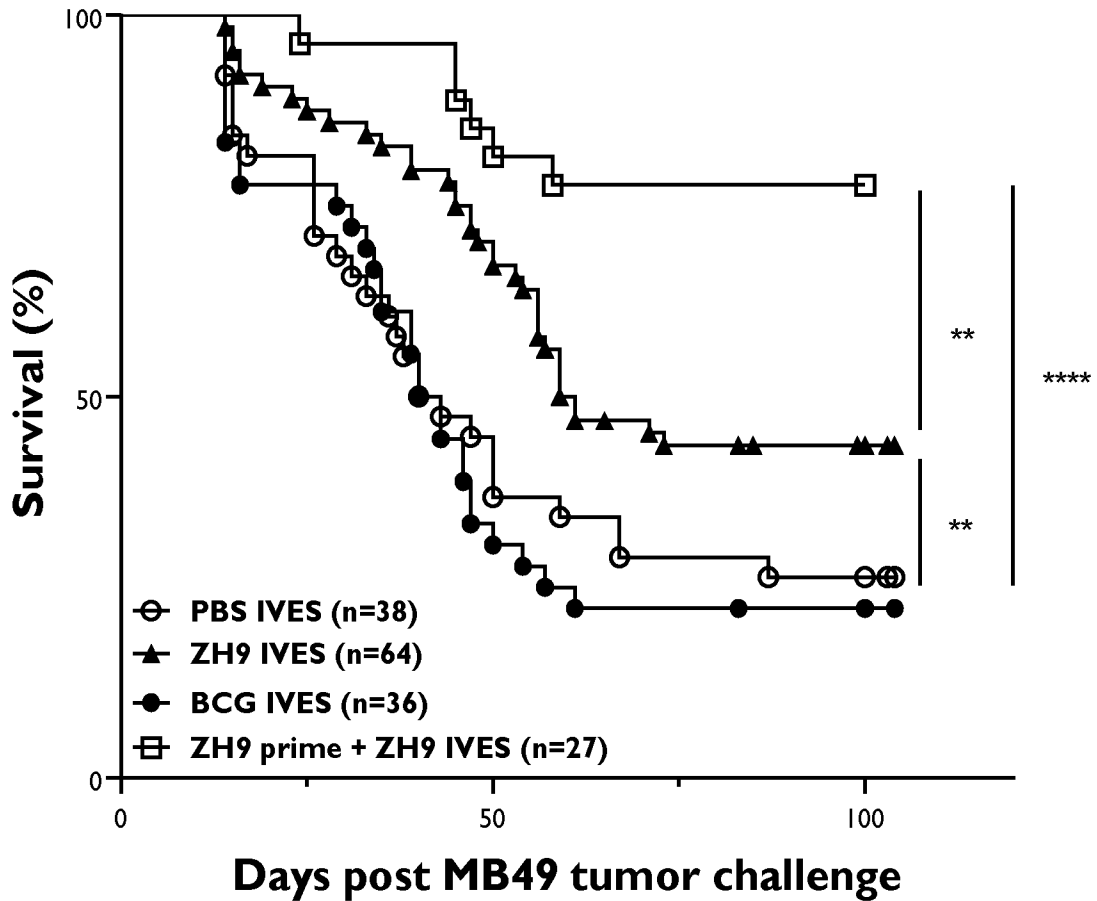 100
Survival (%)
50
**
****
**
PBS IVES (n=38)
ZH9 IVES (n=64)
BCG IVES (n=36)
ZH9 prime + ZH9 IVES (n=27)
0
0 50 100
Days post MB49 tumor challenge